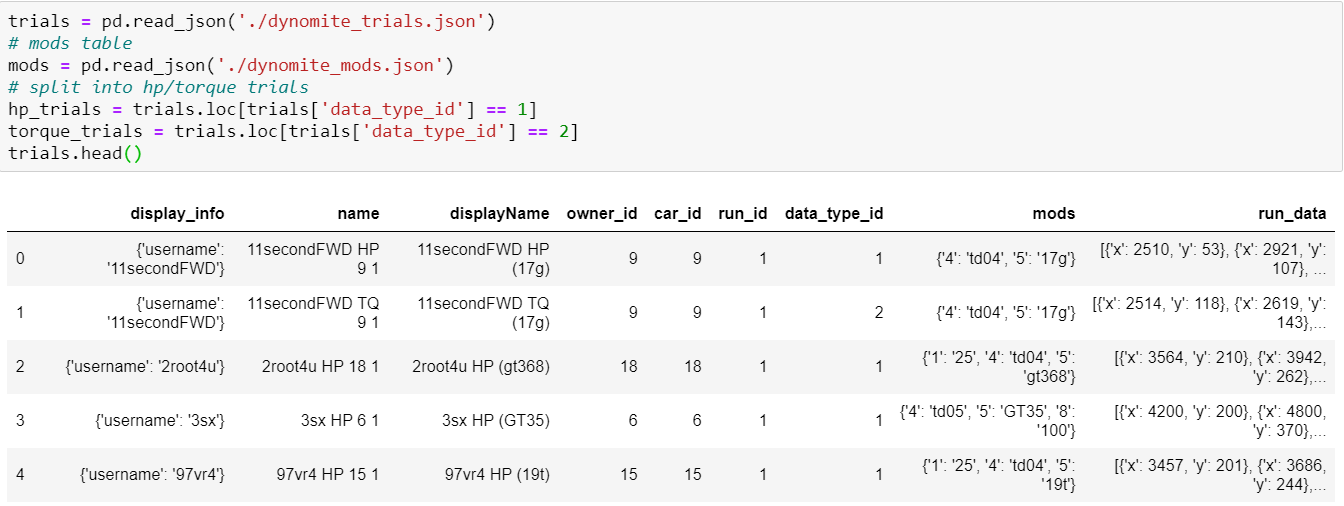 trials = pd.read_json('./dynomite_trials.json')
# mods table
mods = pd.read_json('./dynomite_mods.json')
# split into hp/torque trials
hp_trials = trials.loc[trials['data_type_id'] == 1]
torque_trials = trials.loc[trials['data_type_id'] == 2]
trials.head()
display_info name displayName owner_id car_id run_id data_type_id mods run_data
{'username': 11secondFWD HP 11secondFWD HP [{'x': 2510, 'y': 53}, {'x': 2921, 'y':
0 9 9 1 1 {'4': 'td04', '5': '17g'}
'11secondFWD'} 9 1 (17g) 107}, ...
{'username': 11secondFWD TQ 11secondFWD TQ [{'x': 2514, 'y': 118}, {'x': 2619, 'y':
1 9 9 1 2 {'4': 'td04', '5': '17g'}
'11secondFWD'} 9 1 (17g) 143},...
{'1': '25', '4': 'td04', '5': [{'x': 3564, 'y': 210}, {'x': 3942,
2 {'username': '2root4u'} 2root4u HP 18 1 2root4u HP (gt368) 18 18 1 1
'gt368'} 'y': 262},...
{'4': 'td05', '5': 'GT35', '8': [{'x': 4200, 'y': 200}, {'x': 4800,
3 {'username': '3sx'} 3sx HP 6 1 3sx HP (GT35) 6 6 1 1
'100'} 'y': 370},...
{'1': '25', '4': 'td04', '5': [{'x': 3457, 'y': 201}, {'x': 3686,
4 {'username': '97vr4'} 97vr4 HP 15 1 97vr4 HP (19t) 15 15 1 1
'19t'} 'y': 244},...